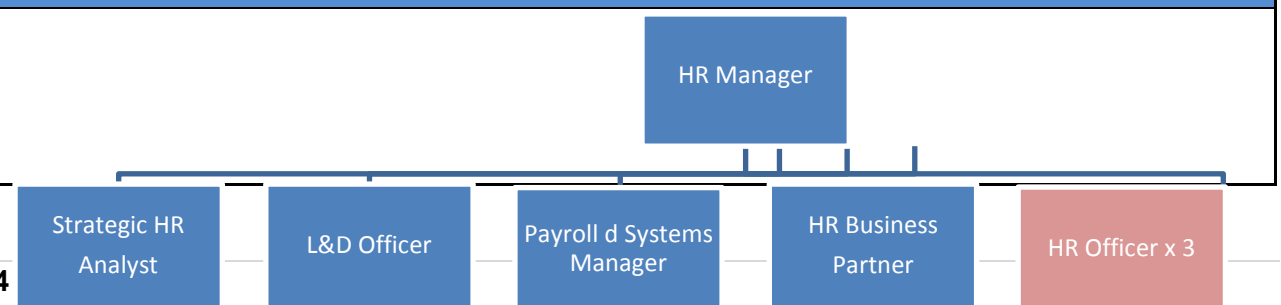 HR Manager
Strategic HR
Analyst
L&D Officer
Payroll d Systems
Manager
HR Business
Partner
HR Officer x 3
4